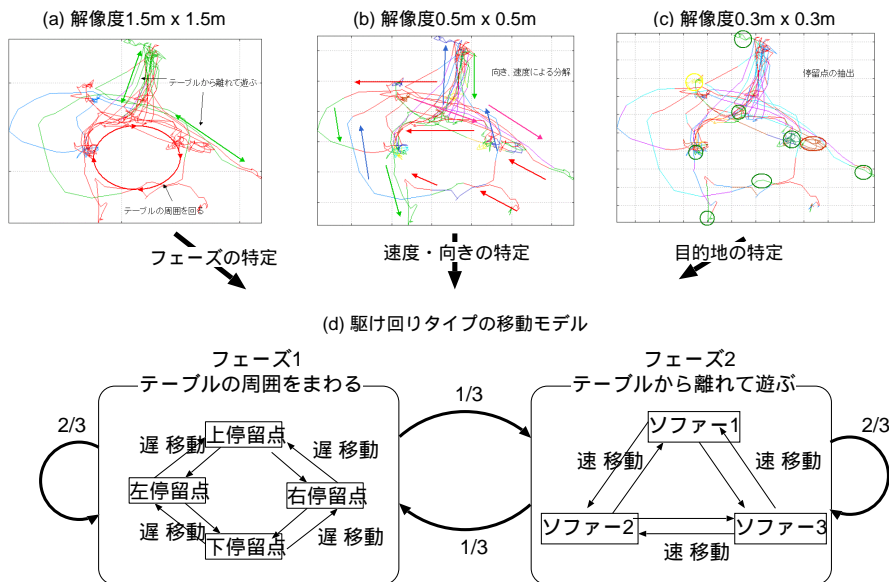 (a) 解像度1.5m x 1.5m
(b) 解像度0.5m x 0.5m
(c) 解像度0.3m x 0.3m
テーブルから離れて遊ぶ
テーブルの周囲を回る
向き、速度による分解
停留点の抽出
フェーズの特定
速度・向きの特定
目的地の特定
(d) 駆け回りタイプの移動モデル
フェーズ1
テーブルの周囲をまわる
2/3
上停留点
遅 移動
遅 移動
左停留点
右停留点
遅 移動
遅 移動
下停留点
1/3
1/3
フェーズ2
テーブルから離れて遊ぶ
2/3
ソファー1
速 移動
速 移動
ソファー2
ソファー3
速 移動